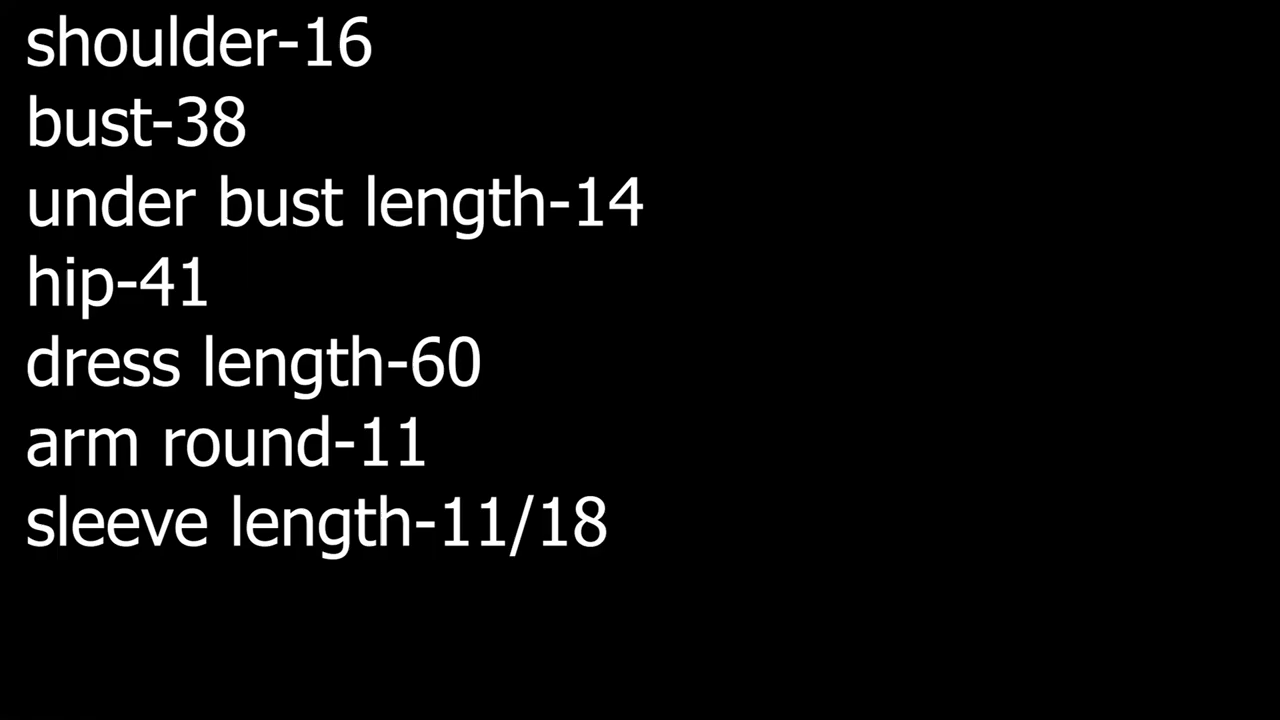 shoulder-16
bust-38
under bust length-14
hip-41
dress length-60
arm round-11
sleeve length-11/18